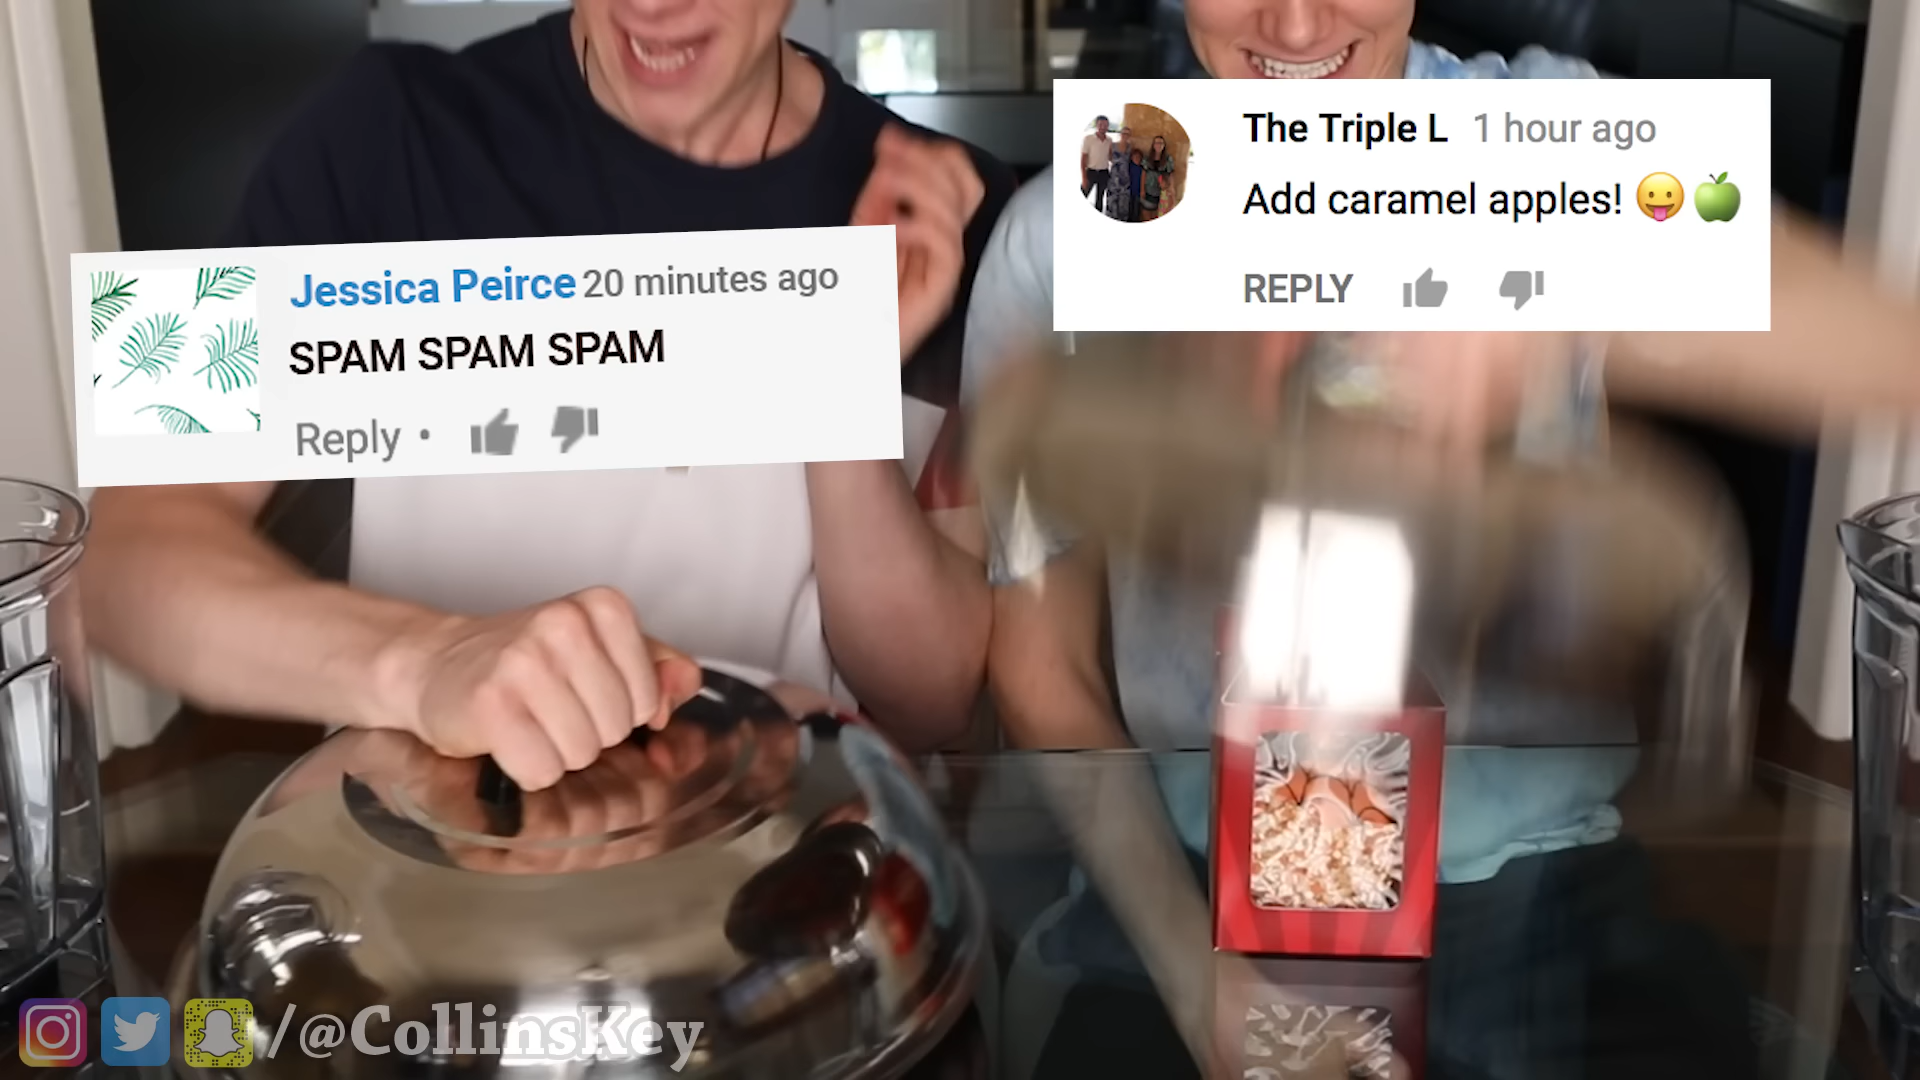 Jessica Peirce 20 minutes ago
SPAM SPAM SPAM
Reply •
The Triple L 1 hour ago
Add caramel apples! 😛🍏
REPLY
/@CollinsKey